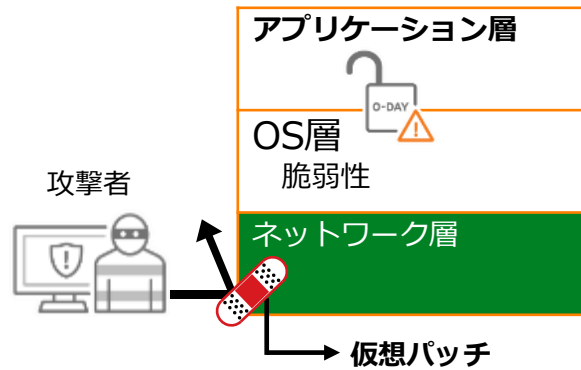 アプリケーション層
0-DAY
OS層
脆弱性
攻撃者
ネットワーク層
仮想パッチ